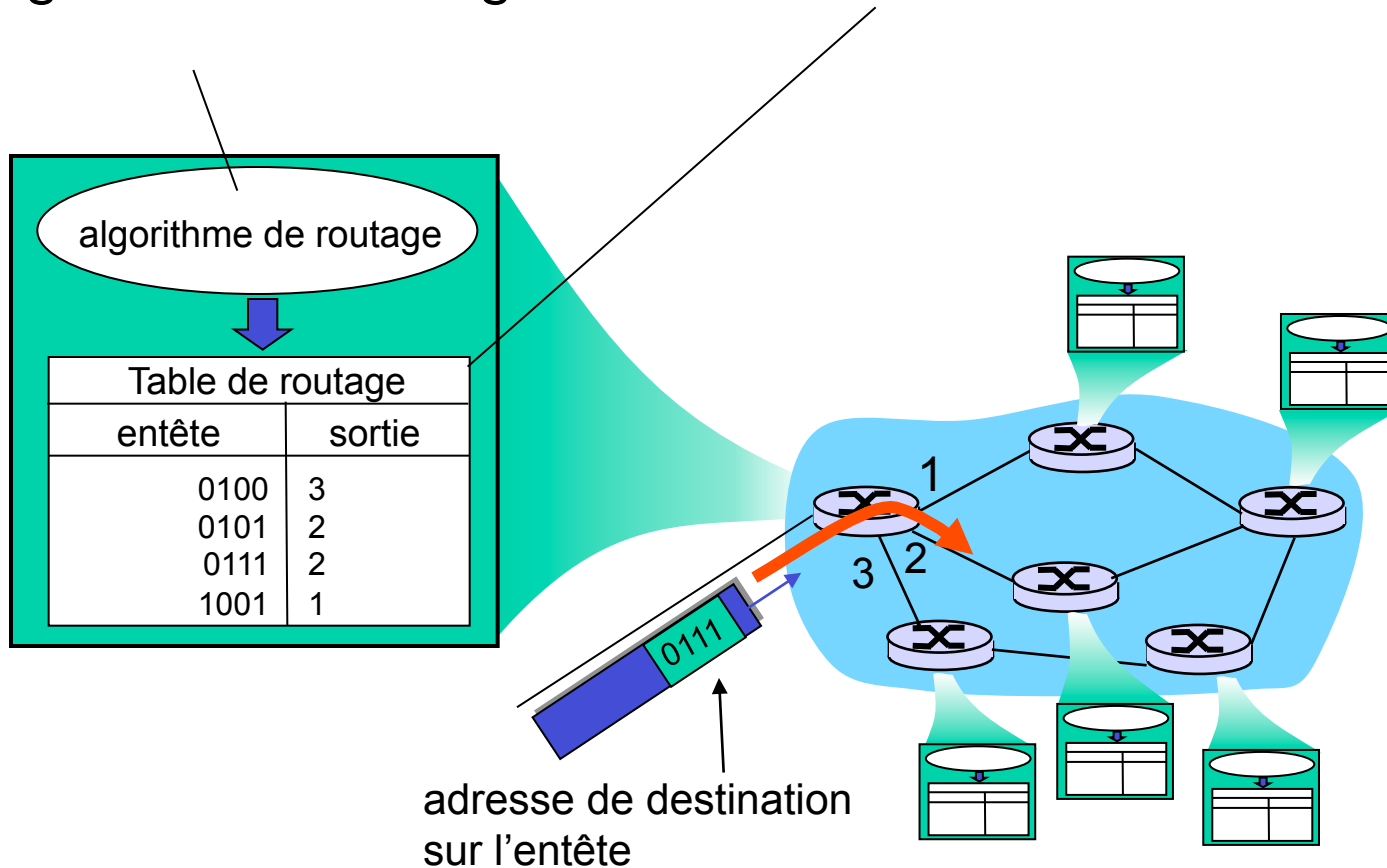 algorithme de routage
Table de routage
entête sortie
0100 3
0101 2
0111 2
1001 1
1
2
3
0111
adresse de destination
sur l'entête